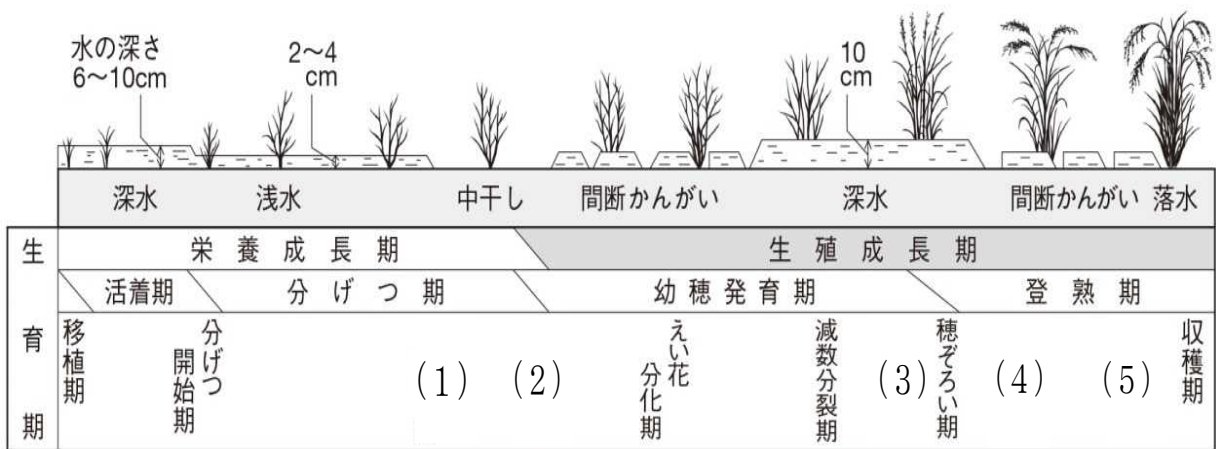 水の深さ
6～10cm
2～4
cm
10
cm
深水
浅水
中干し
間断かんがい
深水
間断かんがい
落水
生育期
栄養成長期
生殖成長期
活着期
分げつ期
幼穂発育期
登熟期
移植期
分げつ
開始期
(1)
(2)
えい花
分化期
減数分裂期
(3)
穂ぞろい期
(4)
(5)
収穫期